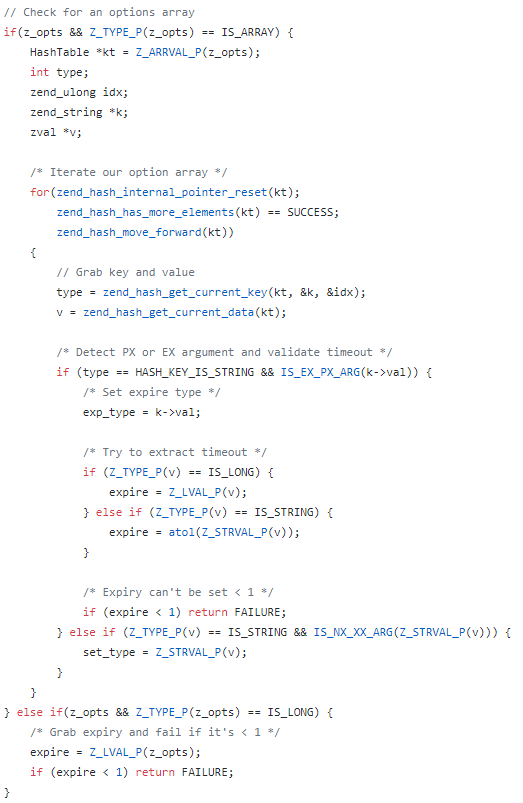 // Check for an options array
if(z_opts && Z_TYPE_P(z_opts) == IS_ARRAY) {
    HashTable *kt = Z_ARRVAL_P(z_opts);
    int type;
    zend_ulong idx;
    zend_string *k;
    zval *v;

    /* Iterate our option array */
    for(zend_hash_internal_pointer_reset(kt);
        zend_hash_has_more_elements(kt) == SUCCESS;
        zend_hash_move_forward(kt))
    {
        // Grab key and value
        type = zend_hash_get_current_key(kt, &k, &idx);
        v = zend_hash_get_current_data(kt);

        /* Detect PX or EX argument and validate timeout */
        if (type == HASH_KEY_IS_STRING && IS_EX_PX_ARG(k->val)) {
            /* Set expire type */
            exp_type = k->val;

            /* Try to extract timeout */
            if (Z_TYPE_P(v) == IS_LONG) {
                expire = Z_LVAL_P(v);
            } else if (Z_TYPE_P(v) == IS_STRING) {
                expire = atol(Z_STRVAL_P(v));
            }

            /* Expiry can't be set < 1 */
            if (expire < 1) return FAILURE;
        } else if (Z_TYPE_P(v) == IS_STRING && IS_NX_XX_ARG(Z_STRVAL_P(v))) {
            set_type = Z_STRVAL_P(v);
        }
    }
} else if(z_opts && Z_TYPE_P(z_opts) == IS_LONG) {
    /* Grab expiry and fail if it's < 1 */
    expire = Z_LVAL_P(z_opts);
    if (expire < 1) return FAILURE;
}